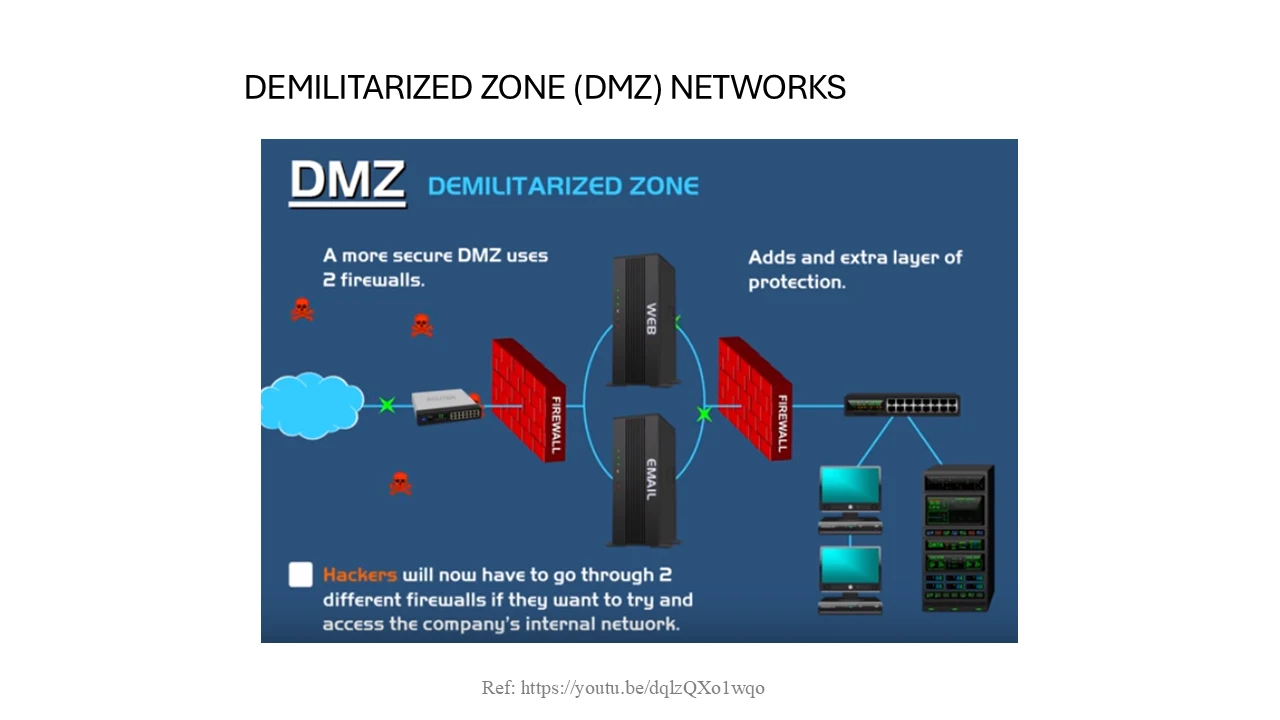 DEMILITARIZED ZONE (DMZ) NETWORKS
DMZ DEMILITARIZED ZONE
A more secure DMZ uses
2 firewalls.
Adds and extra layer of
protection.
WEB
ROUTER
FIREWALL
FIREWALL
EMAIL
DATA
Hackers will now have to go through 2
different firewalls if they want to try and
access the company's internal network.
Ref: https://youtu.be/dqlzQXo1wqo